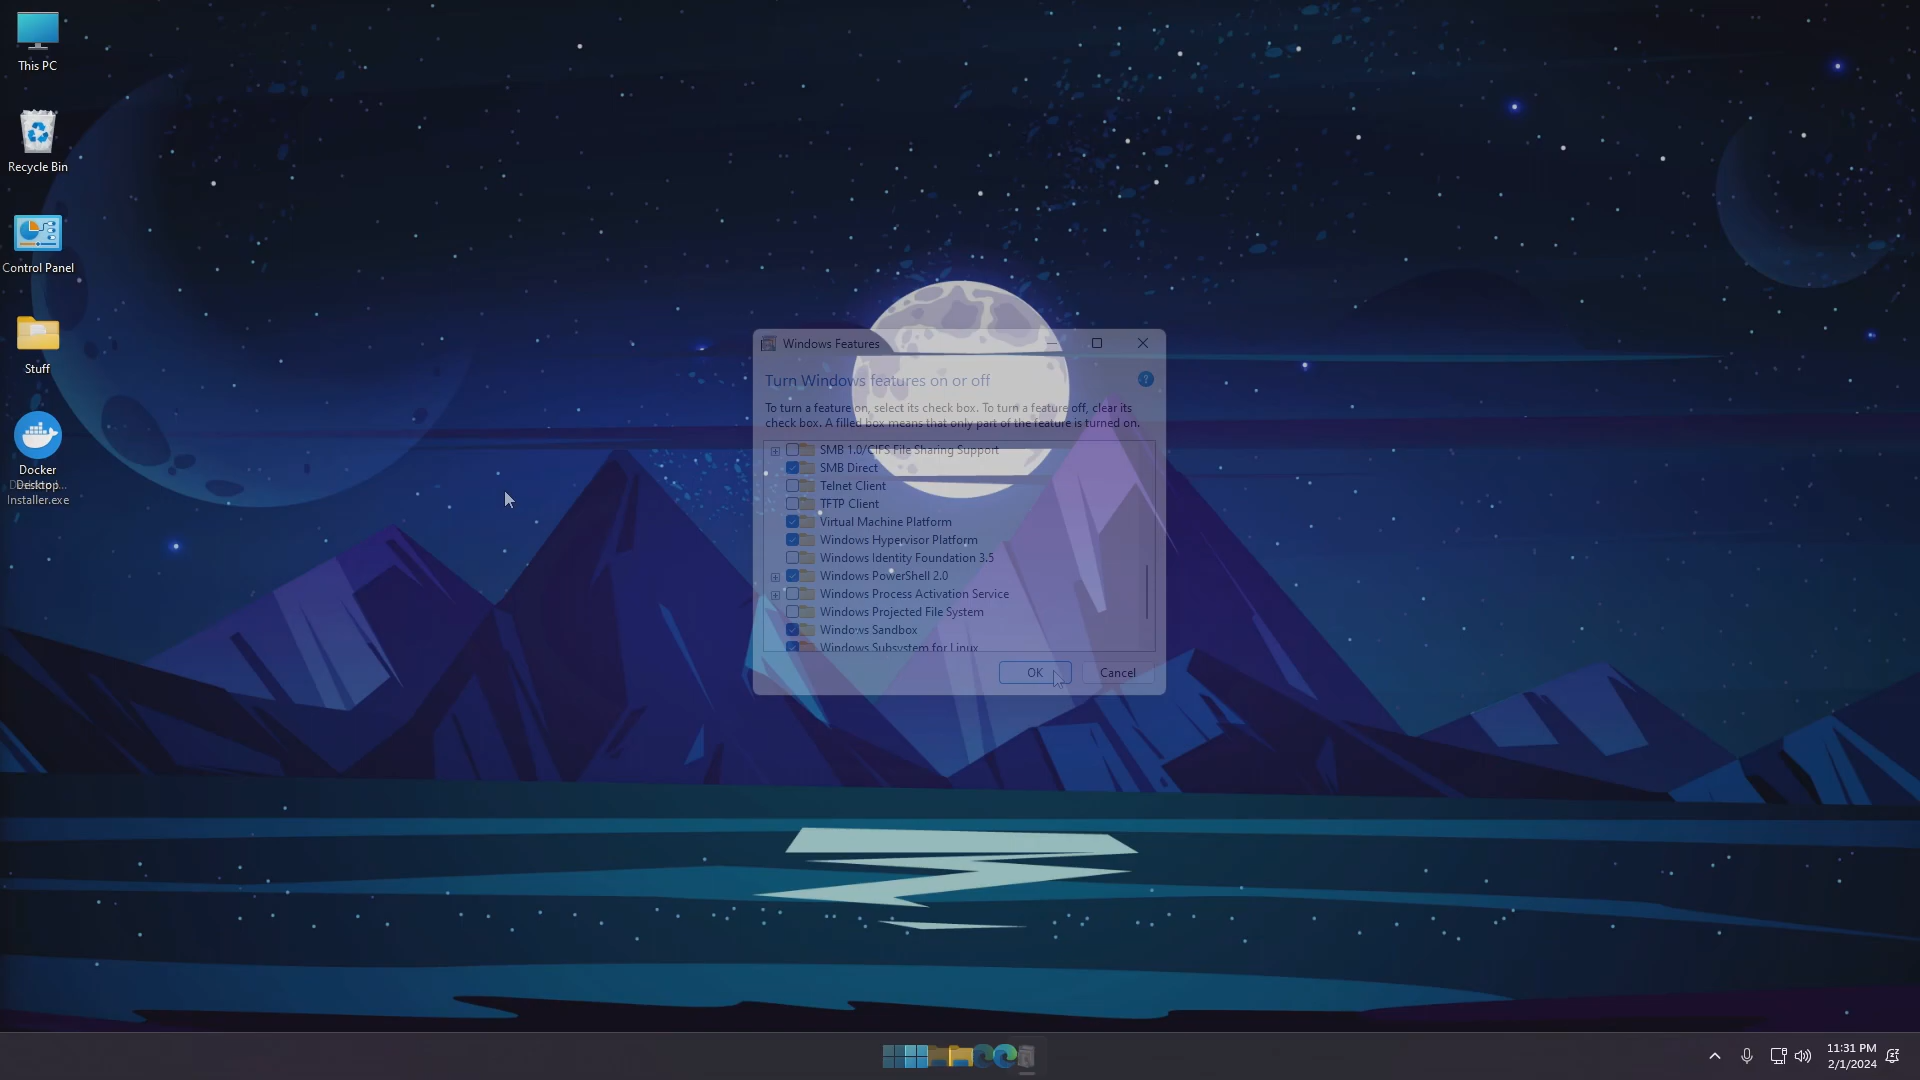 This PC
Recycle Bin
Control Panel
Stuff
Docker
Desktop
Installer.exe
Windows Features
Turn Windows features on or off
To turn a feature on, select its check box. To turn a feature off, clear its
check box. A filled box means that only part of the feature is turned on.
SMB 1.0/CIFS File Sharing Support
SMB Direct
Telnet Client
TFTP Client
Virtual Machine Platform
Windows Hypervisor Platform
Windows Identity Foundation 3.5
Windows PowerShell 2.0
Windows Process Activation Service
Windows Projected File System
Windows Sandbox
Windows Subsystem for Linux
OK
Cancel
11:31 PM
2/1/2024